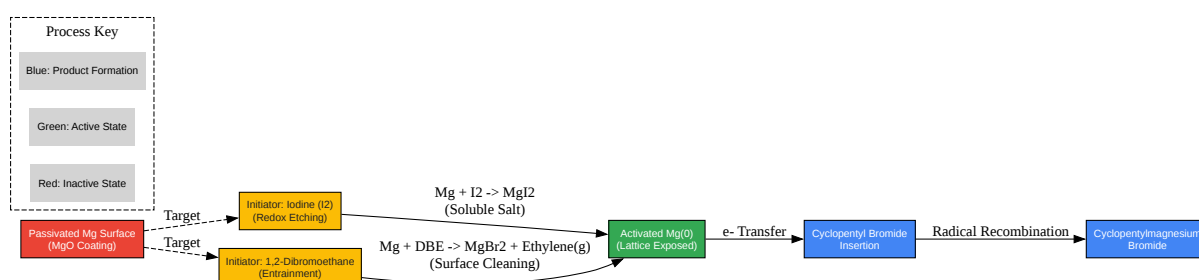 Process Key
Blue: Product Formation
Green: Active State
Red: Inactive State
Passivated Mg Surface
(MgO Coating)
Target
Target
Initiator: Iodine (I2)
(Redox Etching)
Initiator: 1,2-Dibromoethane
(Entrainment)
Mg + I2 -> MgI2
(Soluble Salt)
Mg + DBE -> MgBr2 + Ethylene(g)
(Surface Cleaning)
Activated Mg(0)
(Lattice Exposed)
e- Transfer
Cyclopentyl Bromide
Insertion
Radical Recombination
Cyclopentylmagnesium
Bromide